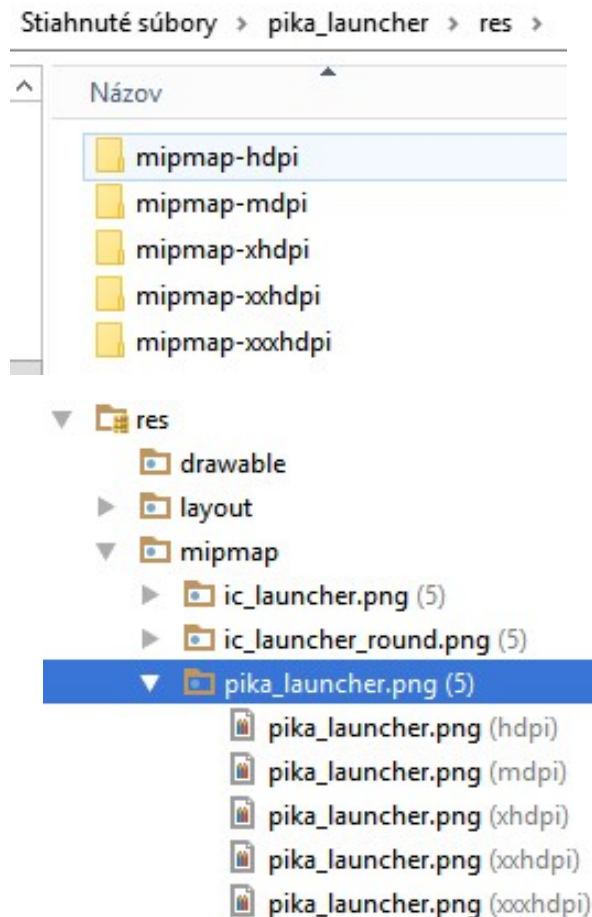 Stiahnuté súbory > pika_launcher > res >
Názov
mipmap-hdpi
mipmap-mdpi
mipmap-xhdpi
mipmap-xxhdpi
mipmap-xxxhdpi
res
drawable
layout
mipmap
ic_launcher.png (5)
ic_launcher_round.png (5)
pika_launcher.png (5)
pika_launcher.png (hdpi)
pika_launcher.png (mdpi)
pika_launcher.png (xhdpi)
pika_launcher.png (xxhdpi)
pika_launcher.png (xxxhdpi)